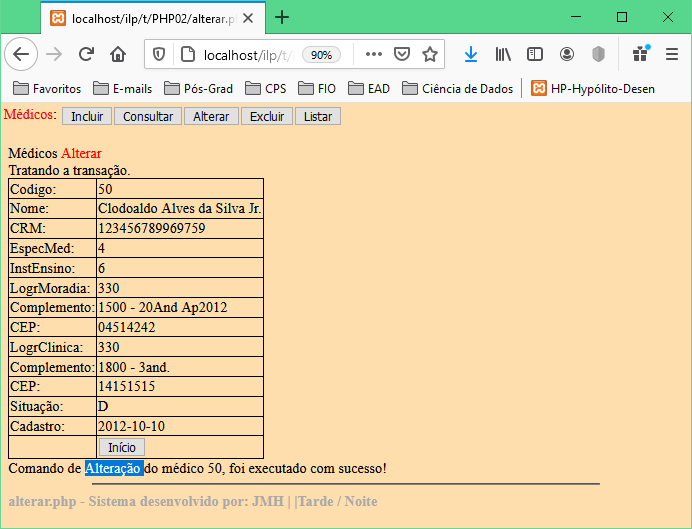 localhost/ilp/t/PHP02/alterar.p
localhost/ilp/t/ 90%
Favoritos E-mails Pós-Grad CPS FIO EAD Ciência de Dados HP-Hypólito-Desen
Médicos: Incluir Consultar Alterar Excluir Listar
Médicos Alterar
Tratando a transação.
Codigo: 50
Nome: Clodoaldo Alves da Silva Jr.
CRM: 123456789969759
EspecMed: 4
InstEnsino: 6
LogrMoradia: 330
Complemento: 1500 - 20And Ap2012
CEP: 04514242
LogrClinica: 330
Complemento: 1800 - 3and.
CEP: 14151515
Situação: D
Cadastro: 2012-10-10
Início
Comando de Alteração do médico 50, foi executado com sucesso!
alterar.php - Sistema desenvolvido por: JMH | |Tarde / Noite